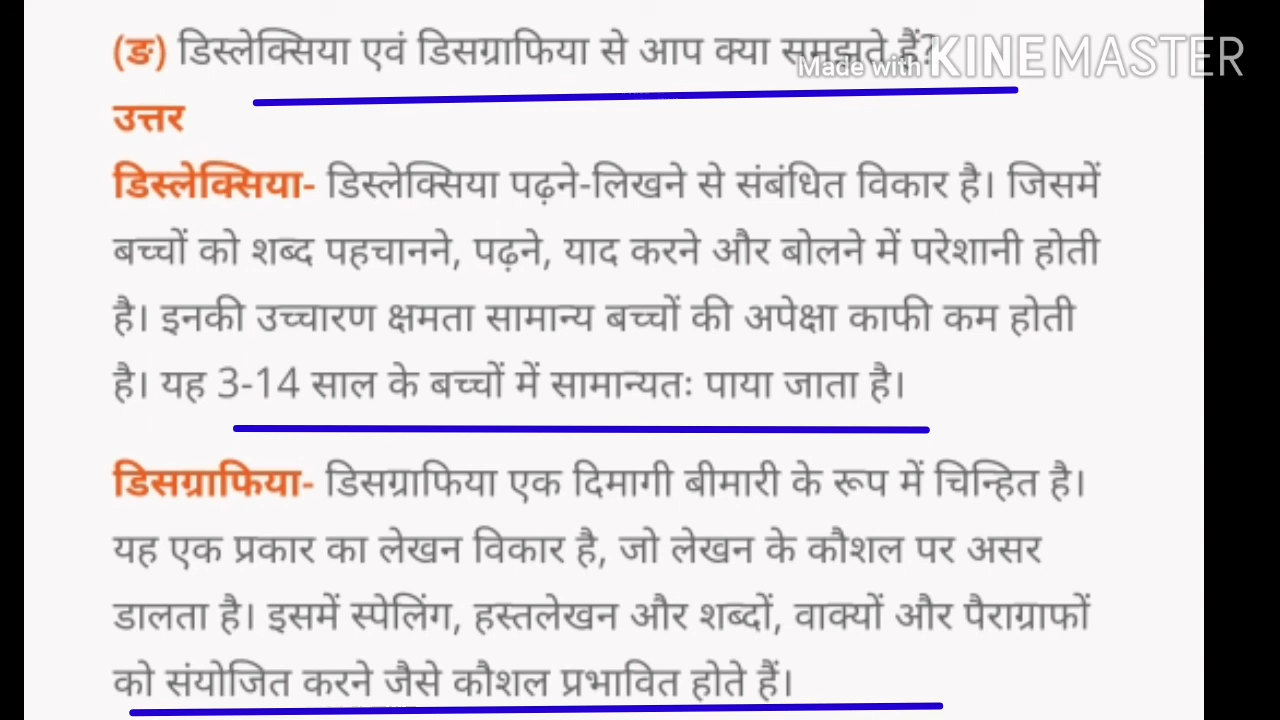 (ङ) डिस्लेक्सिया एवं डिसग्राफिया से आप क्या समझते हैं?
Made with KINEMASTER
उत्तर
डिस्लेक्सिया- डिस्लेक्सिया पढ़ने-लिखने से संबंधित विकार है। जिसमें
बच्चों को शब्द पहचानने, पढ़ने, याद करने और बोलने में परेशानी होती
है। इनकी उच्चारण क्षमता सामान्य बच्चों की अपेक्षा काफी कम होती
है। यह 3-14 साल के बच्चों में सामान्यतः पाया जाता है।
डिसग्राफिया- डिसग्राफिया एक दिमागी बीमारी के रूप में चिन्हित है।
यह एक प्रकार का लेखन विकार है, जो लेखन के कौशल पर असर
डालता है। इसमें स्पेलिंग, हस्तलेखन और शब्दों, वाक्यों और पैराग्राफों
को संयोजित करने जैसे कौशल प्रभावित होते हैं।